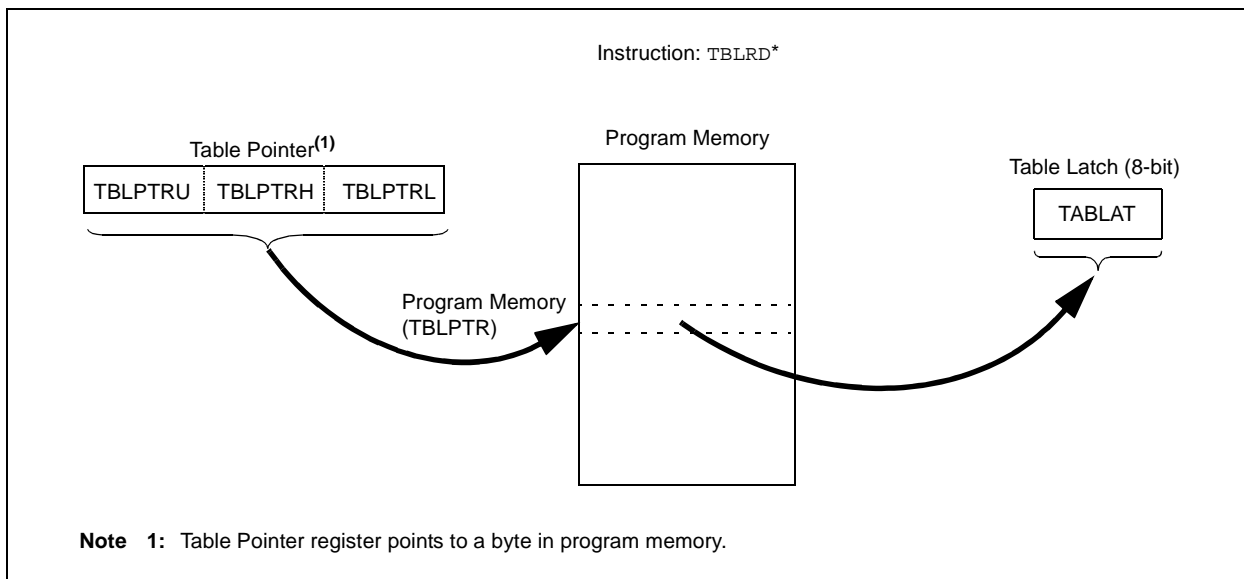 Instruction: TBLRD*
Table Pointer(1)
TBLPTRU TBLPTRH TBLPTRL
Program Memory
(TBLPTR)
Program Memory
Table Latch (8-bit)
TABLAT
Note 1: Table Pointer register points to a byte in program memory.